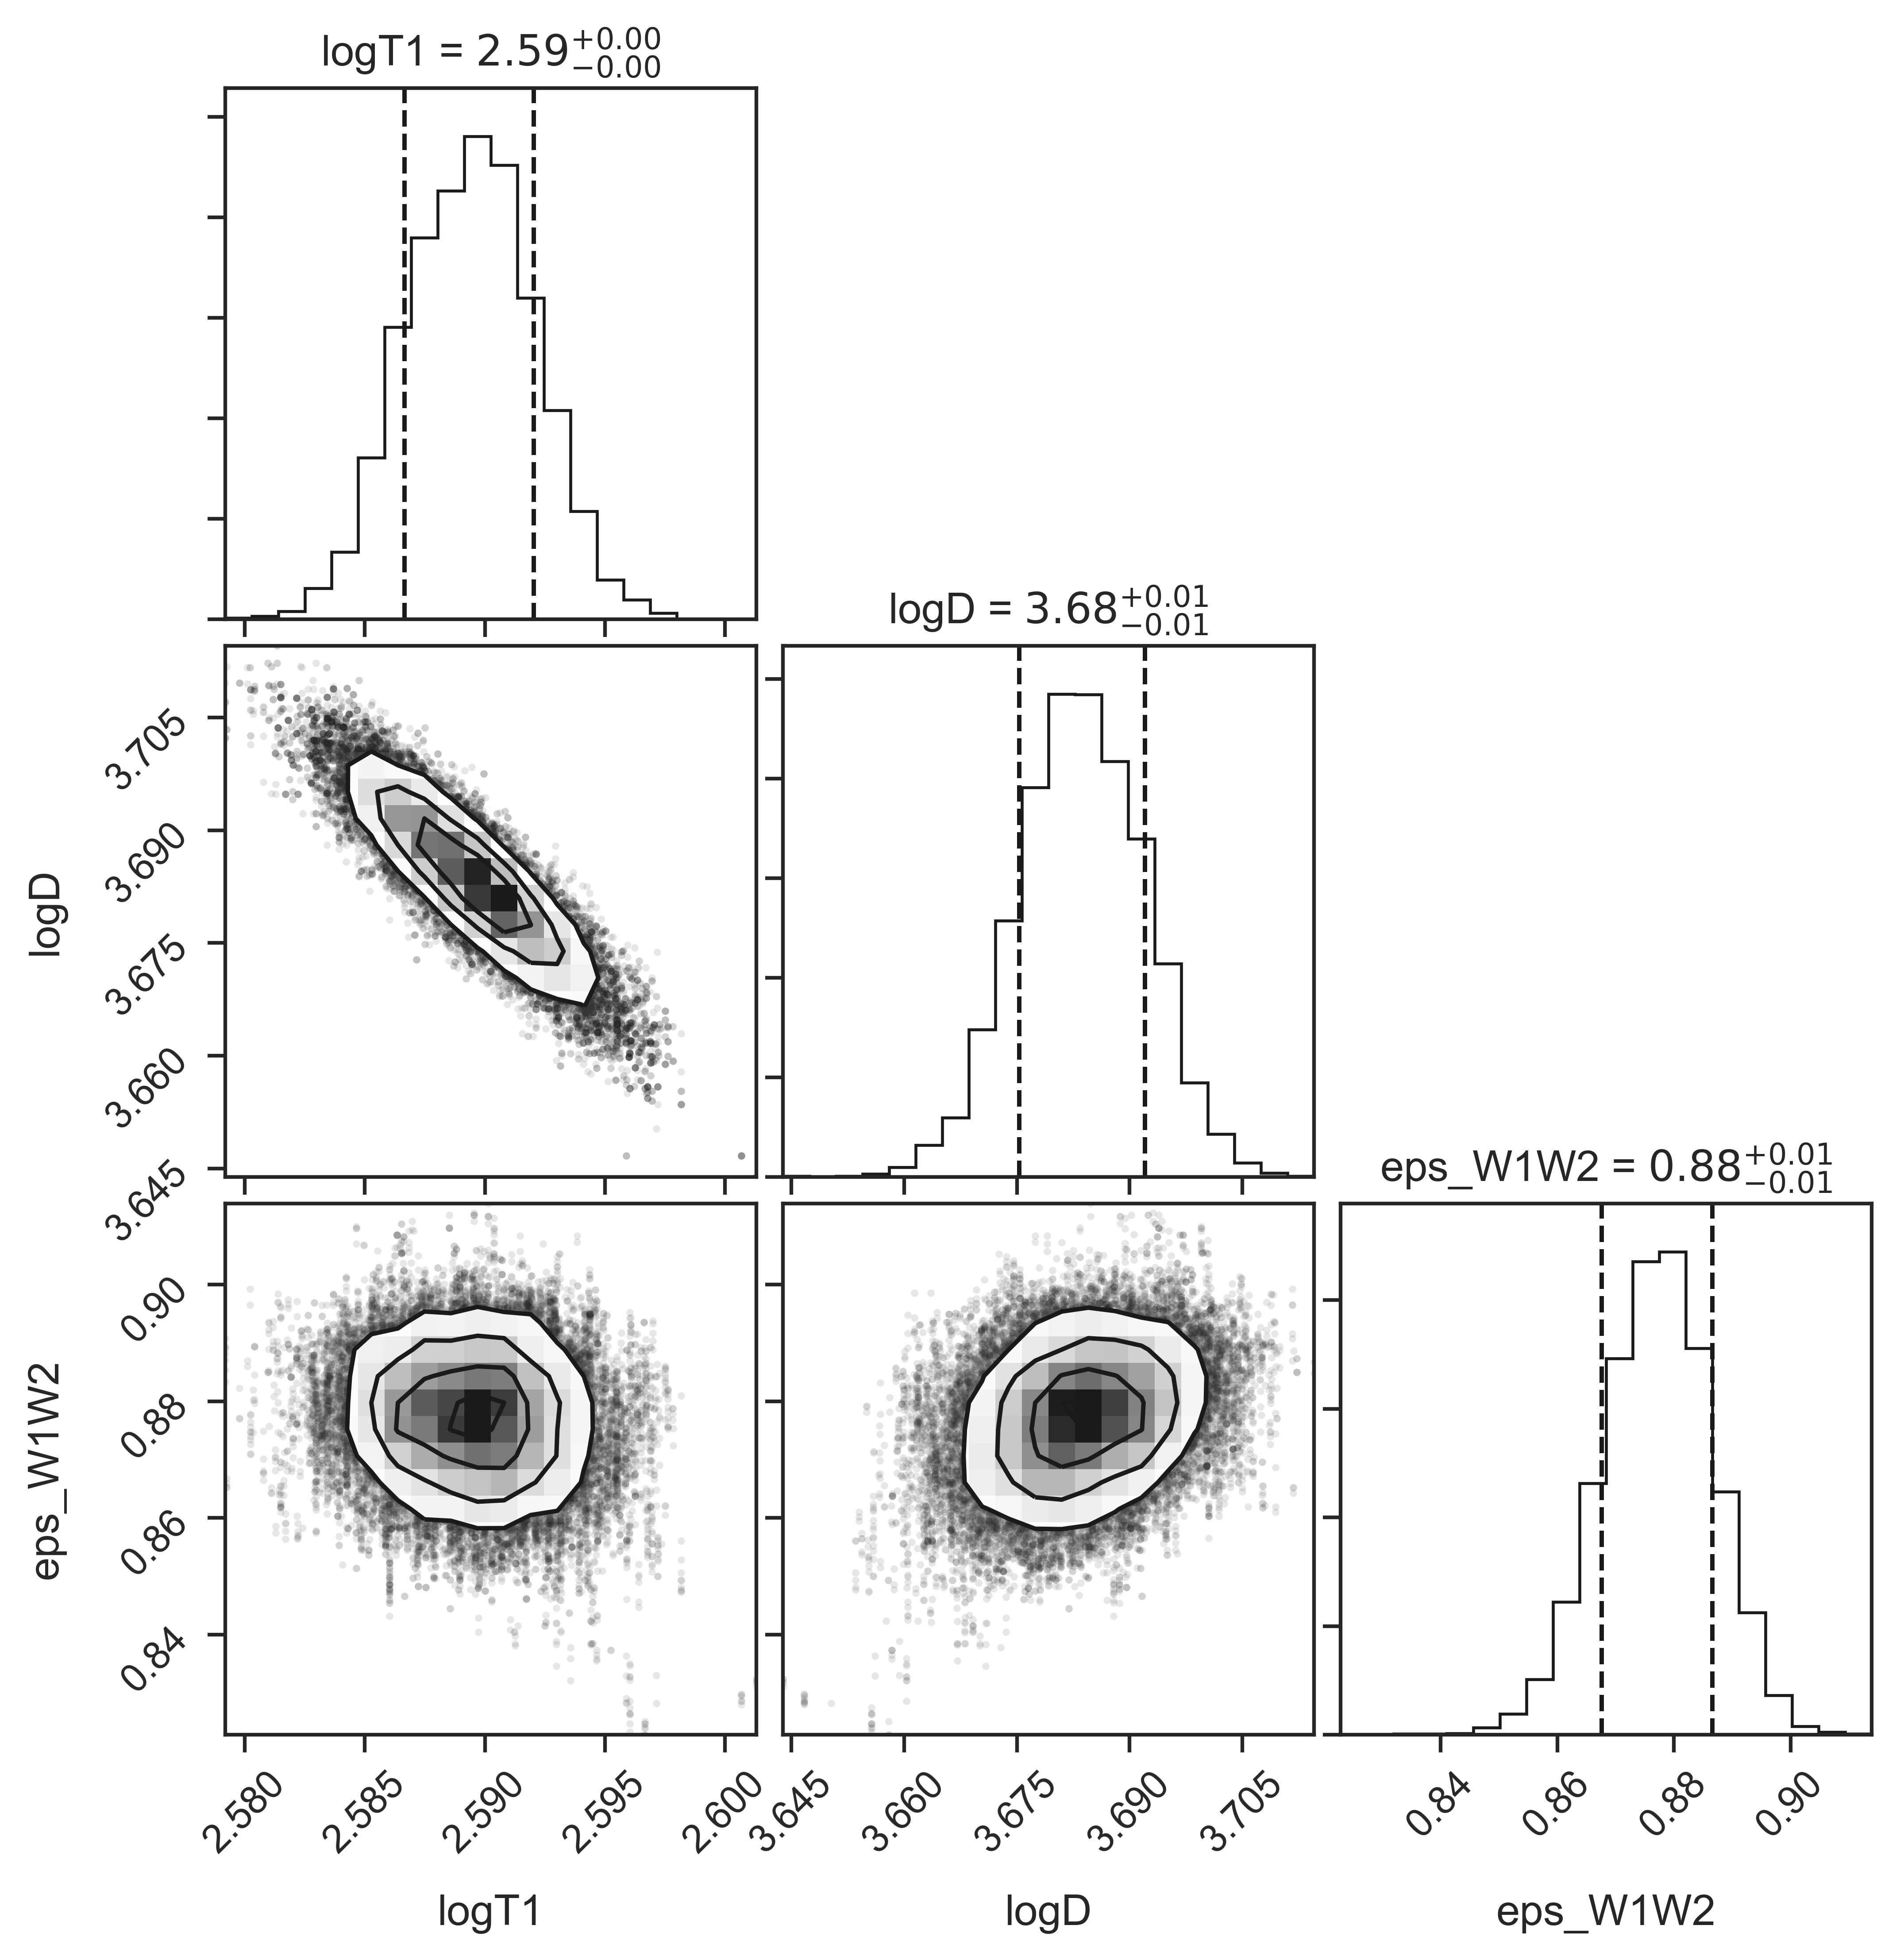 logT1 = 2.59+0.00−0.00
logD = 3.68+0.01−0.01
3.705
3.690
3.675
3.660
3.645
logD
eps_W1W2 = 0.88+0.01−0.01
0.90
0.88
0.86
0.84
eps_W1W2
2.580 2.585 2.590 2.595 2.600 3.645 3.660 3.675 3.690 3.705 0.84 0.86 0.88 0.90
logT1 logD eps_W1W2